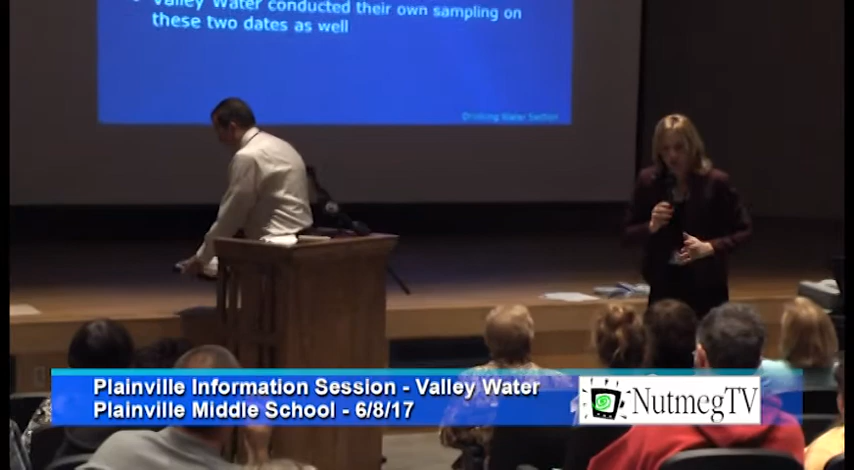 Valley Water conducted their own sampling on
these two dates as well
Drinking Water Section
Plainville Information Session - Valley Water
Plainville Middle School - 6/8/17
NutmegTV